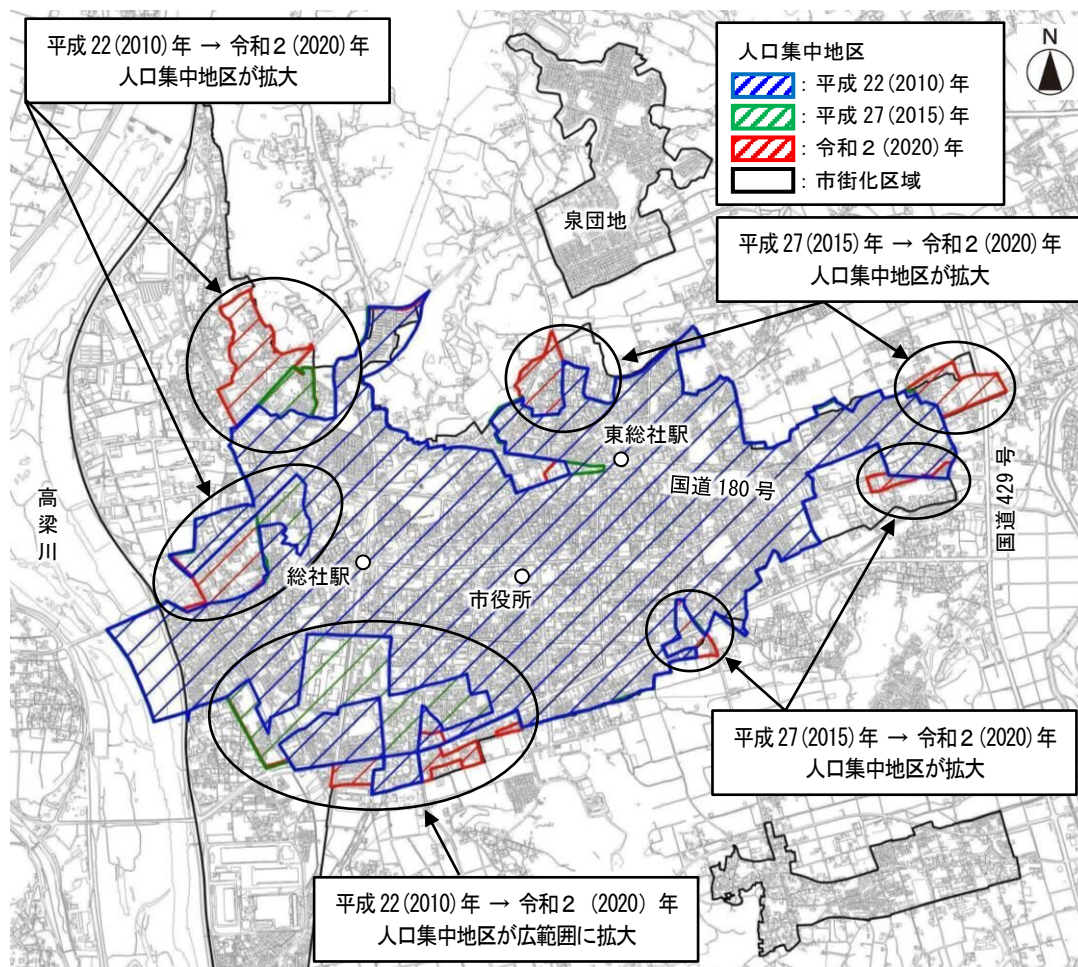 平成22(2010)年 → 令和2(2020)年
人口集中地区が拡大
人口集中地区
：平成22(2010)年
：平成27(2015)年
：令和2(2020)年
：市街化区域
N
泉団地
平成27(2015)年 → 令和2(2020)年
人口集中地区が拡大
東総社駅
国道180号
国道429号
高梁川
総社駅
市役所
平成27(2015)年 → 令和2(2020)年
人口集中地区が拡大
平成22(2010)年 → 令和2 (2020) 年
人口集中地区が広範囲に拡大